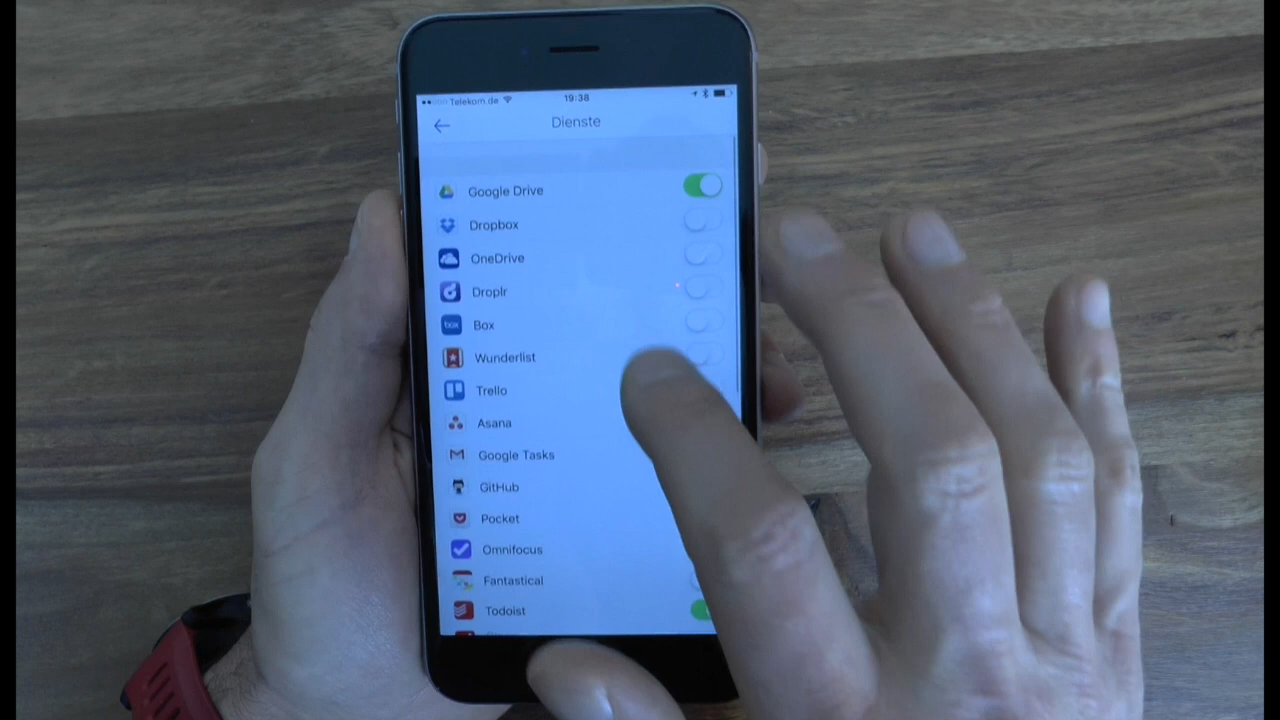 Telekom.de 19:38
Dienste
Google Drive
Dropbox
OneDrive
Droplr
box Box
Wunderlist
Trello
Asana
Google Tasks
GitHub
Pocket
Omnifocus
Fantastical
Todoist